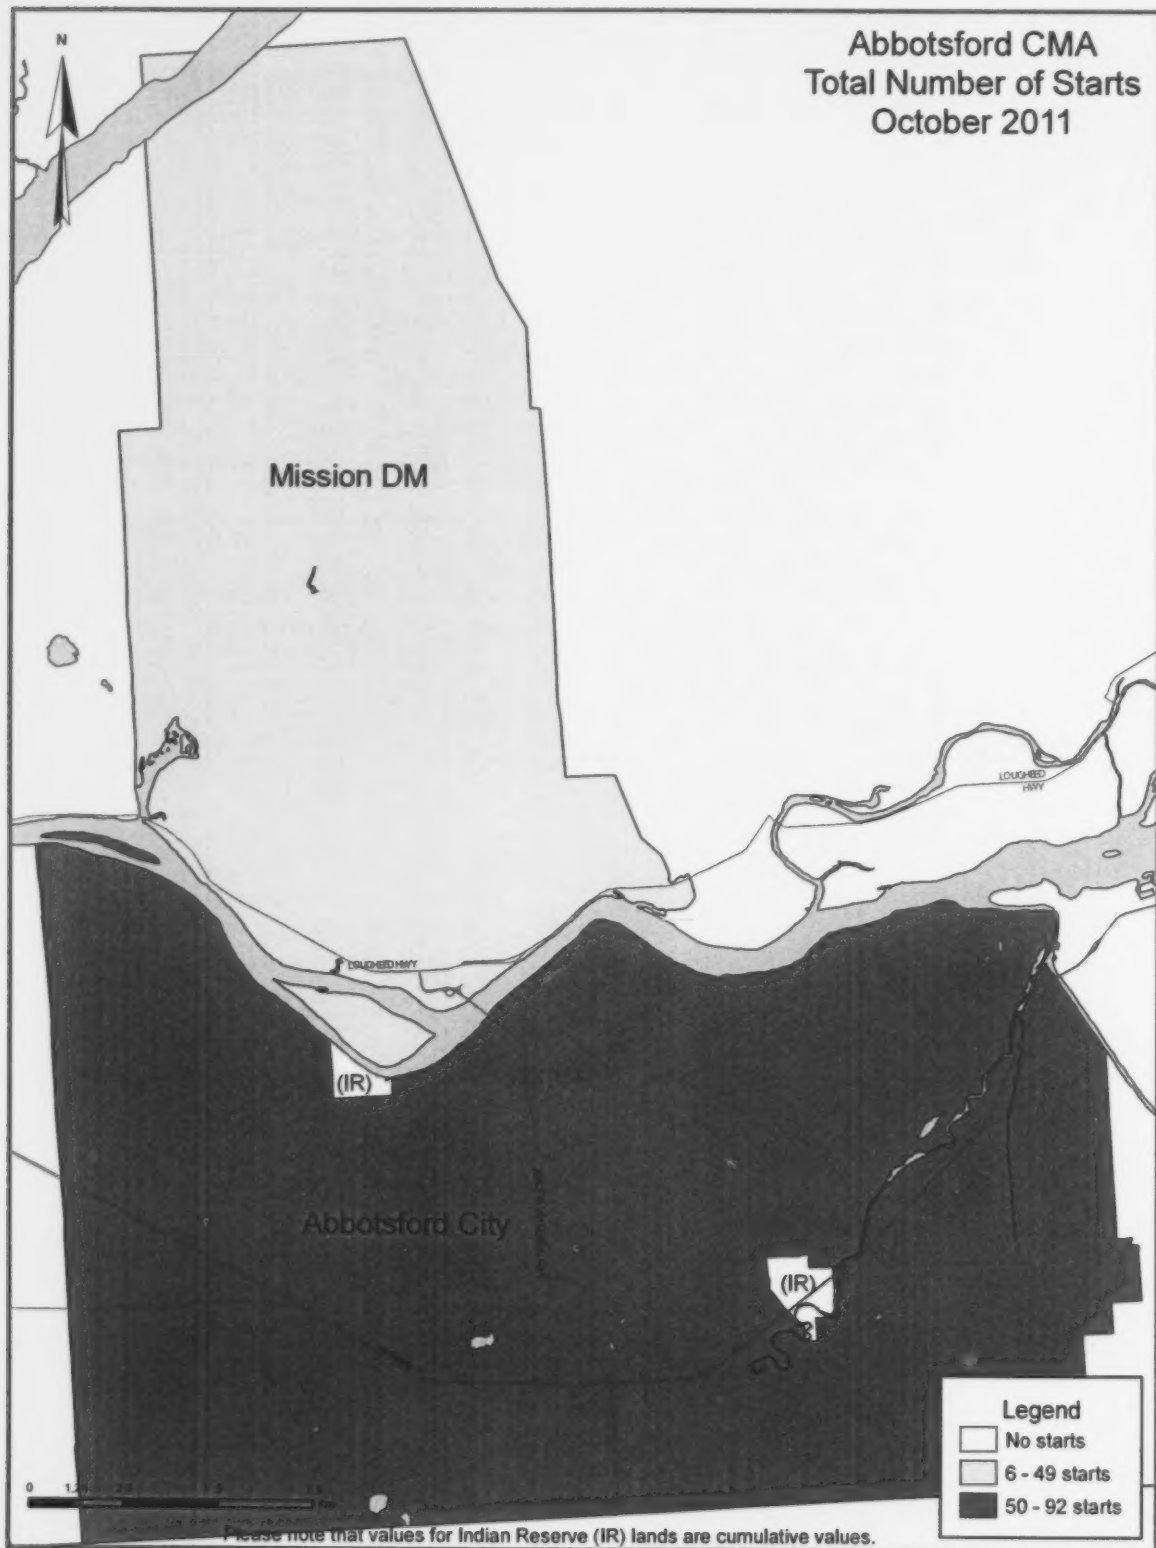 N
Abbotsford CMA
Total Number of Starts
October 2011
Mission DM
LOUGHEED
HWY
LOUGHEED HWY
(IR)
Abbotsford City
(IR)
Legend
No starts
6 - 49 starts
50 - 92 starts
0
Please note that values for Indian Reserve (IR) lands are cumulative values.